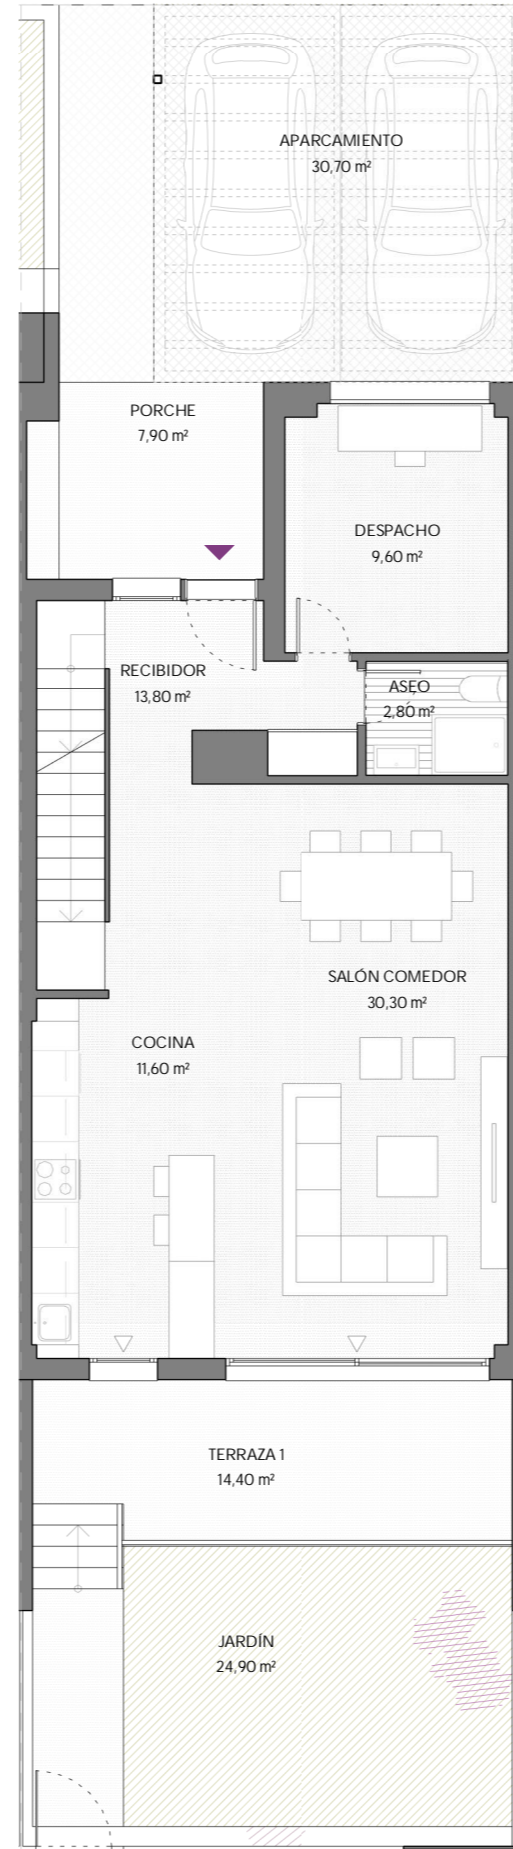 APARCAMIENTO
30,70 m²
PORCHE
7,90 m²
DESPACHO
9,60 m²
RECIBIDOR
13,80 m²
ASEO
2,80 m²
SALÓN COMEDOR
30,30 m²
COCINA
11,60 m²
TERRAZA 1
14,40 m²
JARDÍN
24,90 m²